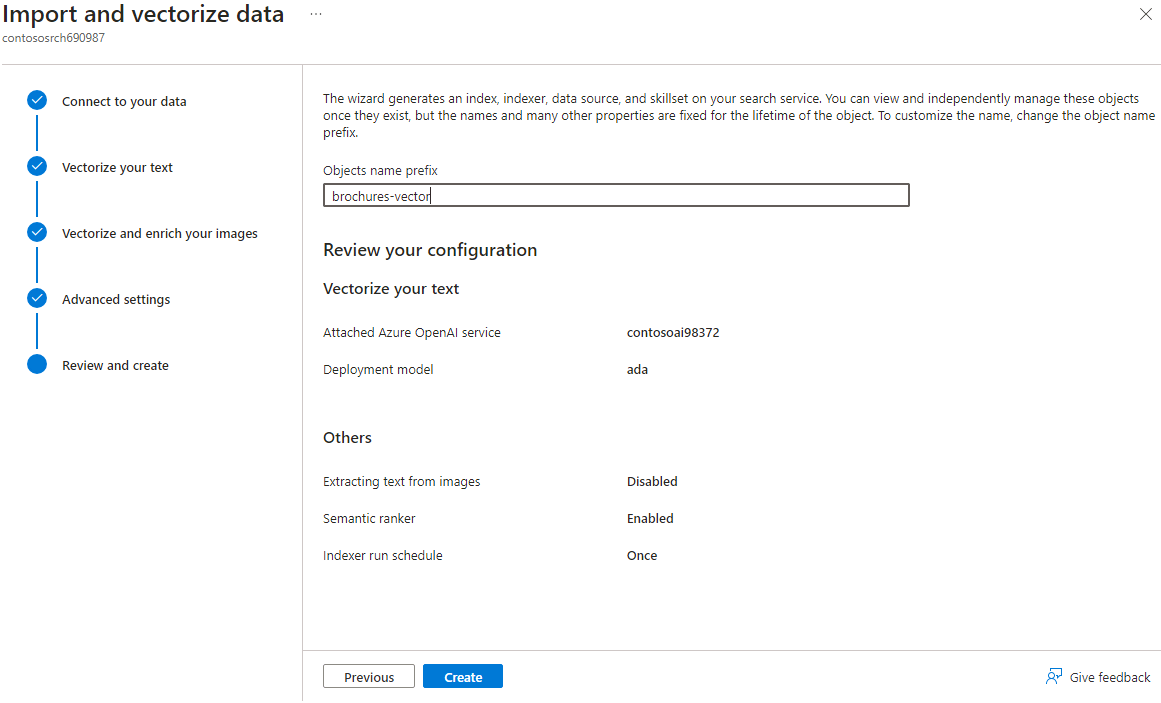 Import and vectorize data ...
contososrch690987
Connect to your data
Vectorize your text
Vectorize and enrich your images
Advanced settings
Review and create
The wizard generates an index, indexer, data source, and skillset on your search service. You can view and independently manage these objects
once they exist, but the names and many other properties are fixed for the lifetime of the object. To customize the name, change the object name
prefix.
Objects name prefix
brochures-vector
Review your configuration
Vectorize your text
Attached Azure OpenAI service contosoai98372
Deployment model ada
Others
Extracting text from images Disabled
Semantic ranker Enabled
Indexer run schedule Once
Previous Create Give feedback